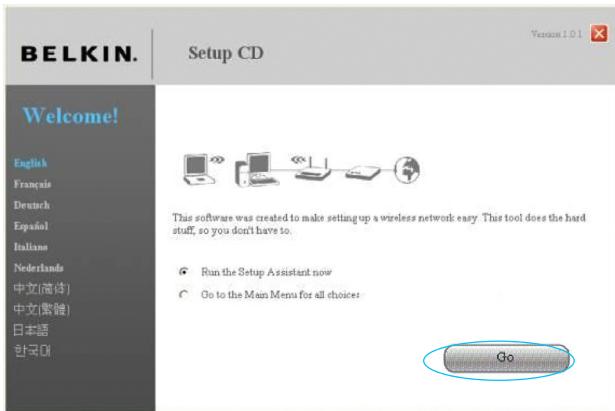 BELKIN.
Setup CD
Version 1.0.1
Welcome!
English
Français
Deutsch
Español
Italiano
Nederlands
中文(简体)
中文(繁體)
日本語
한국어
This software was created to make setting up a wireless network easy. This tool does the hard
stuff, so you don't have to.
Run the Setup Assistant now
Go to the Main Menu for all choices
Go